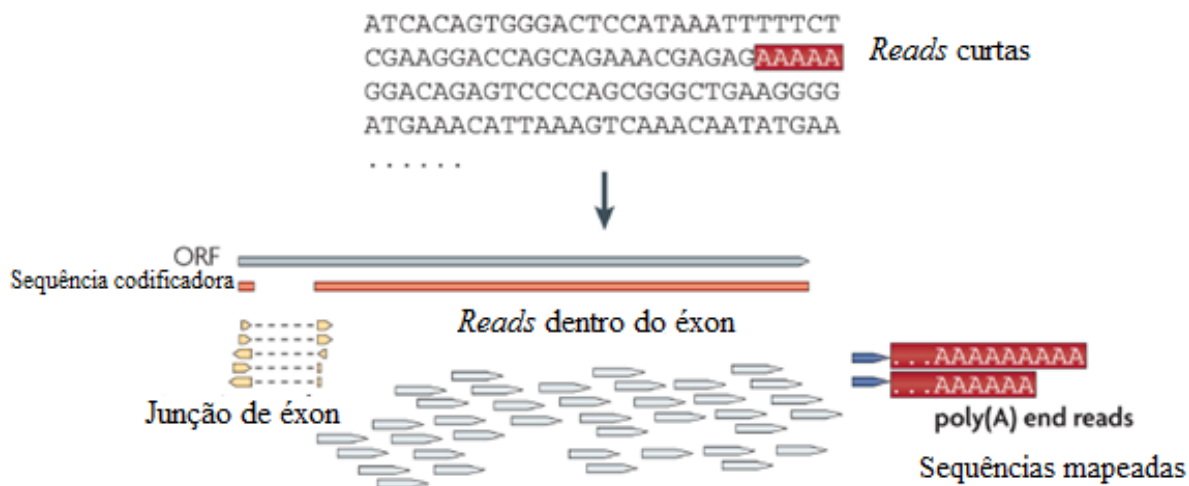 ATCACAGTGGGACTCCATAAATTTTTCT
CGAAGGACCAGCAGAAACGAGAGAAAAA
Reads curtas
GGACAGAGTCCCCAGCGGGCTGAAGGGG
ATGAAACATTAAAGTCAAACAATATGAA
......
ORF
Sequência codificadora
Reads dentro do éxon
...AAAAAAAAA
...AAAAAA
Junção de éxon
poly(A) end reads
Sequências mapeadas